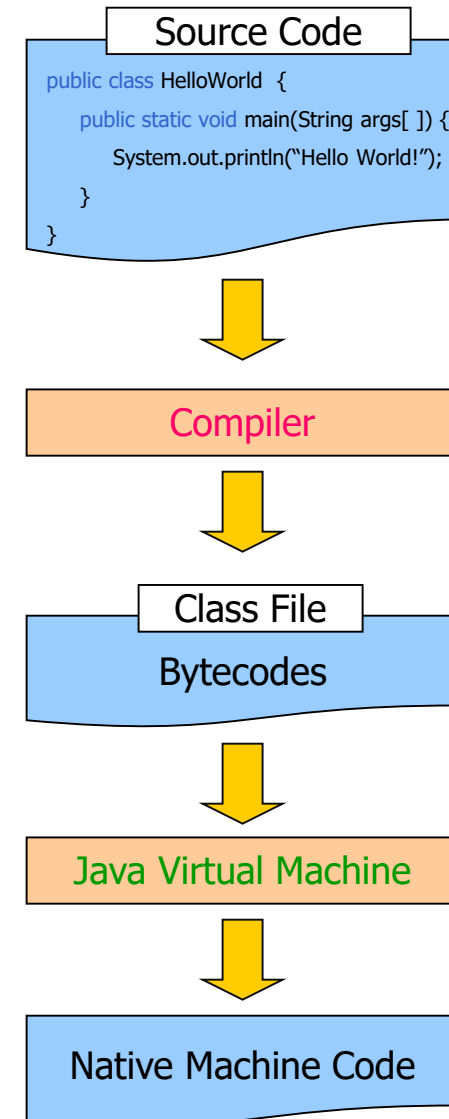 Source Code
public class HelloWorld {
public static void main(String args[ ]) {
System.out.println(“Hello World!”);
}
}
Compiler
Class File
Bytecodes
Java Virtual Machine
Native Machine Code